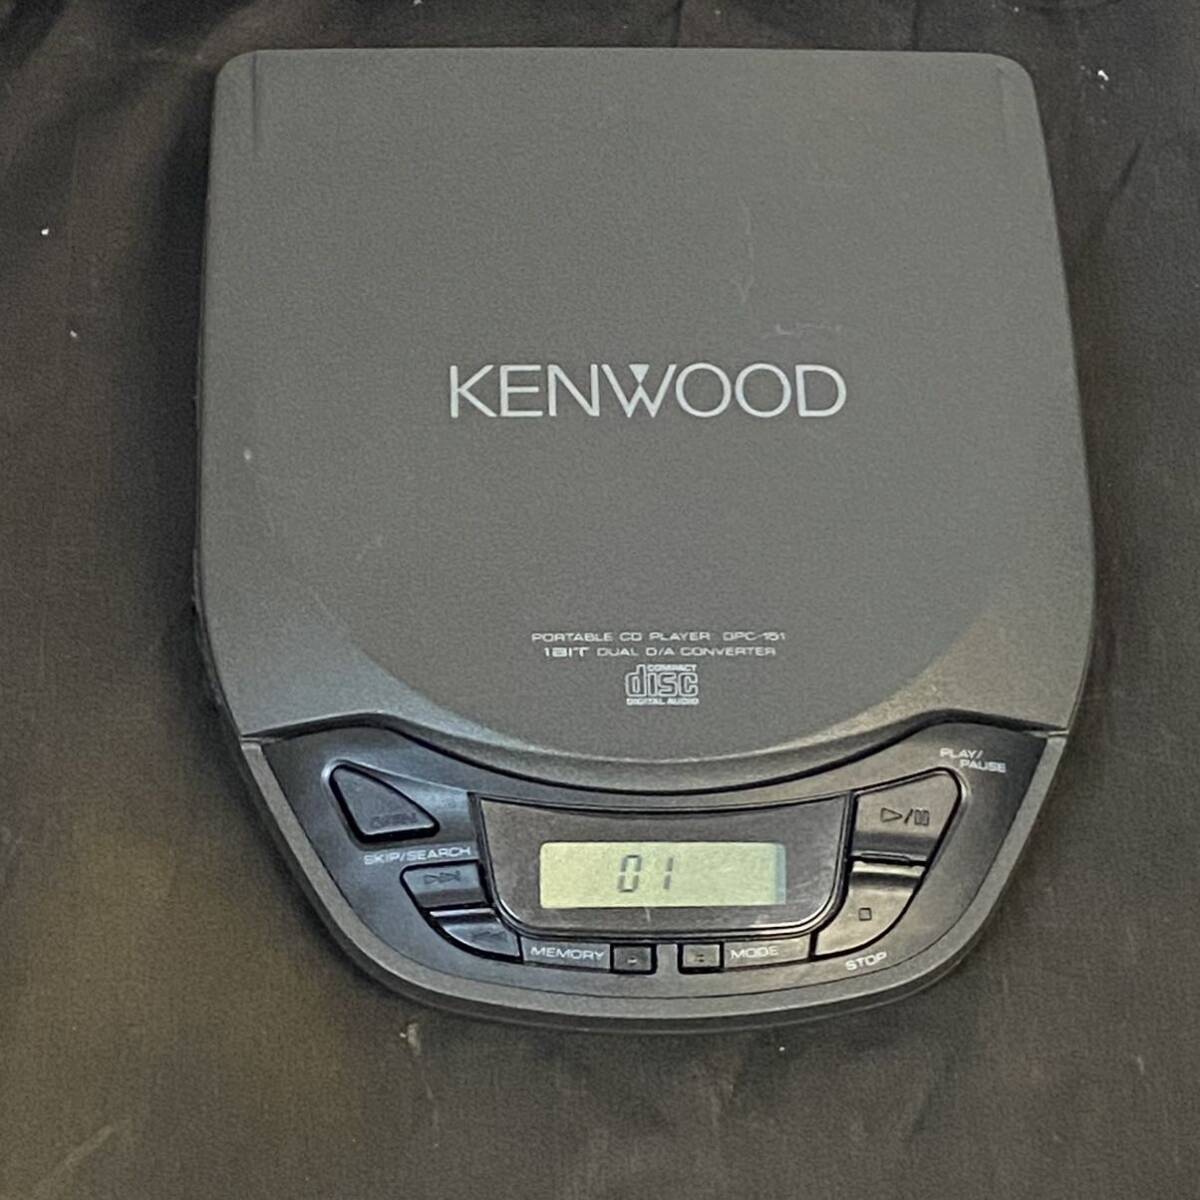 KENWOOD
PORTABLE CD PLAYER DPC-151
1BIT DUAL D/A CONVERTER
COMPACT
disc
DIGITAL AUDIO
PLAY/
PAUSE
OPEN
SKIP/SEARCH
01
MEMORY
MODE
STOP